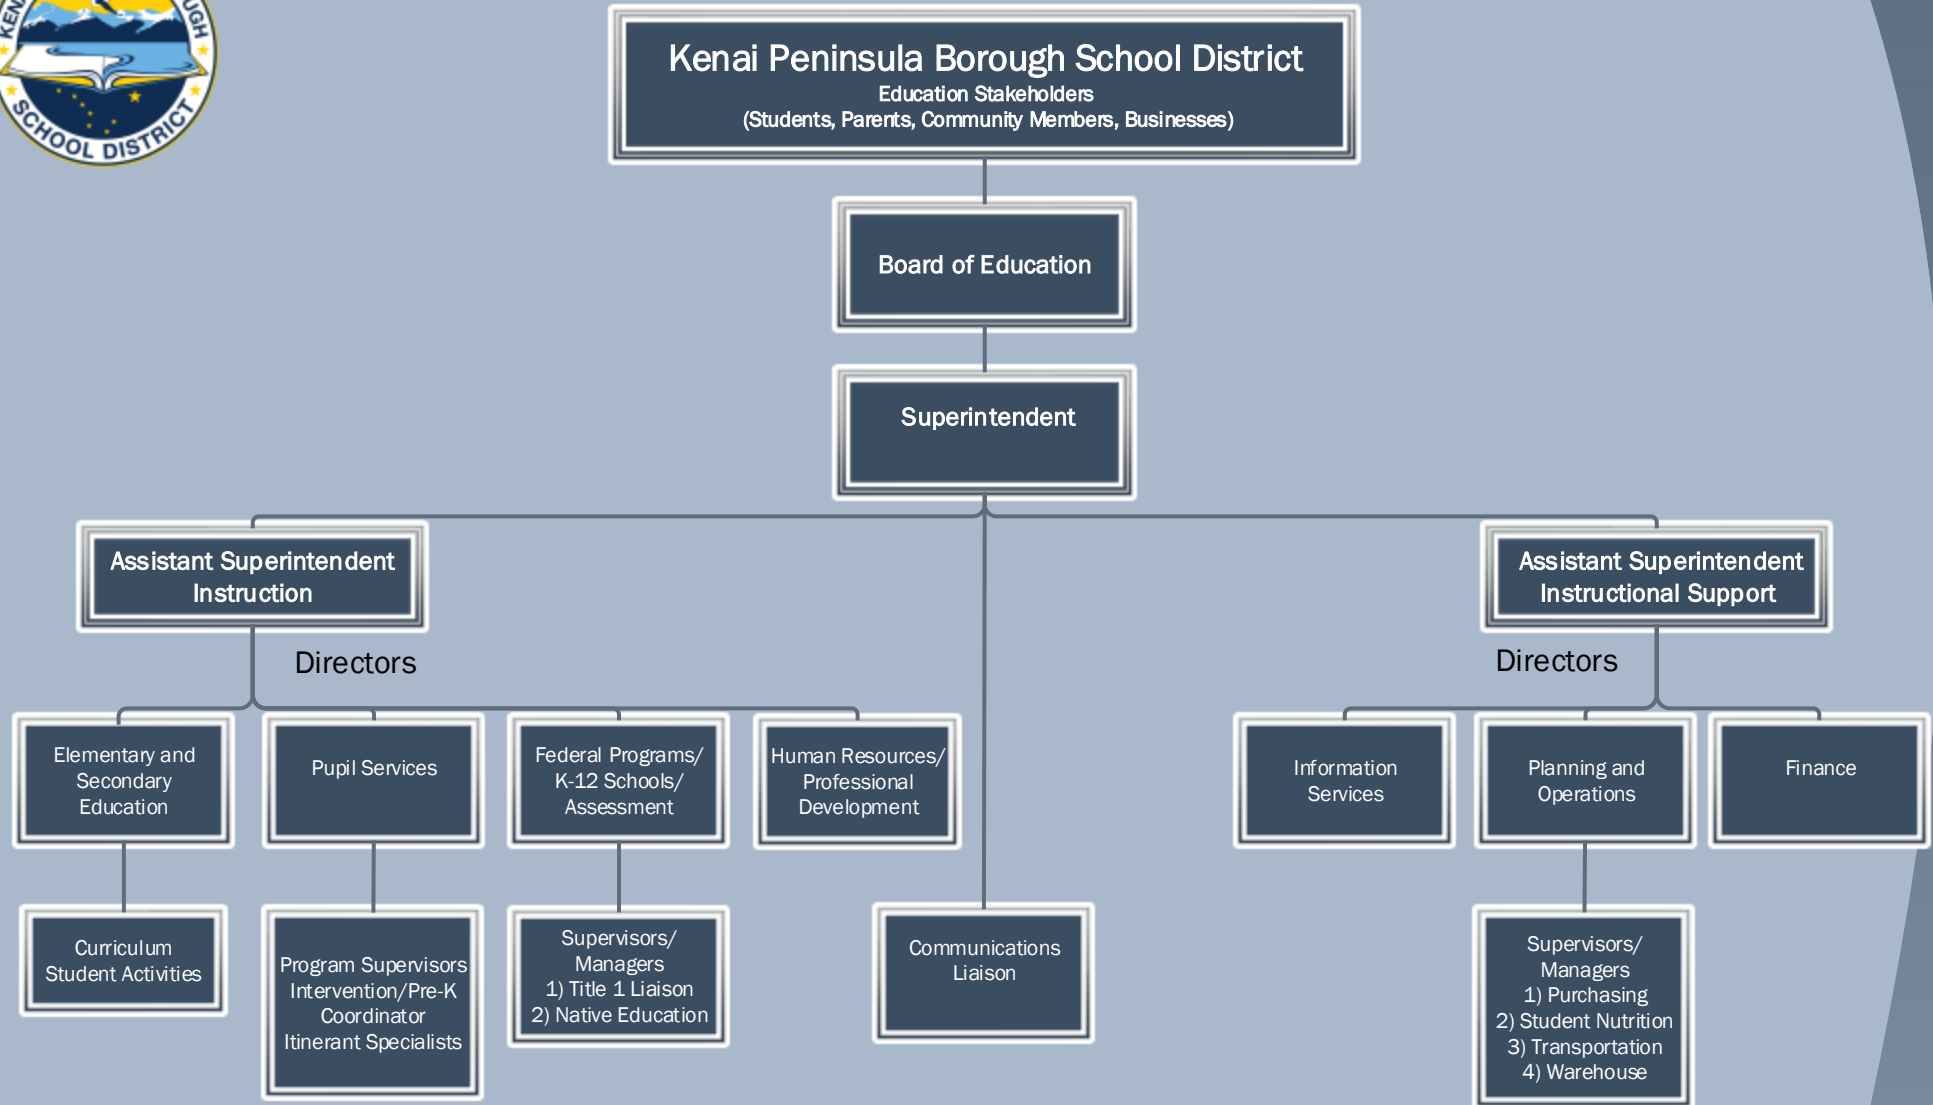 SCHOOL DISTRICT
Kenai Peninsula Borough School District
Education Stakeholders
(Students, Parents, Community Members, Businesses)
Board of Education
Superintendent
Assistant Superintendent
Instruction
Assistant Superintendent
Instructional Support
Directors
Directors
Elementary and
Secondary
Education
Pupil Services
Federal Programs/
K-12 Schools/
Assessment
Human Resources/
Professional
Development
Information
Services
Planning and
Operations
Finance
Curriculum
Student Activities
Program Supervisors
Intervention/Pre-K
Coordinator
Itinerant Specialists
Supervisors/
Managers
1) Title 1 Liaison
2) Native Education
Communications
Liaison
Supervisors/
Managers
1) Purchasing
2) Student Nutrition
3) Transportation
4) Warehouse